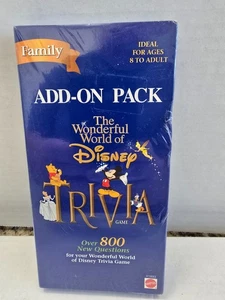 Family
IDEAL
FOR AGES
8 TO ADULT
ADD-ON PACK
The
Wonderful
World of
Disney
TRIVIA
GAME
Over 800
New Questions
for your Wonderful World
of Disney Trivia Game
MATTEL